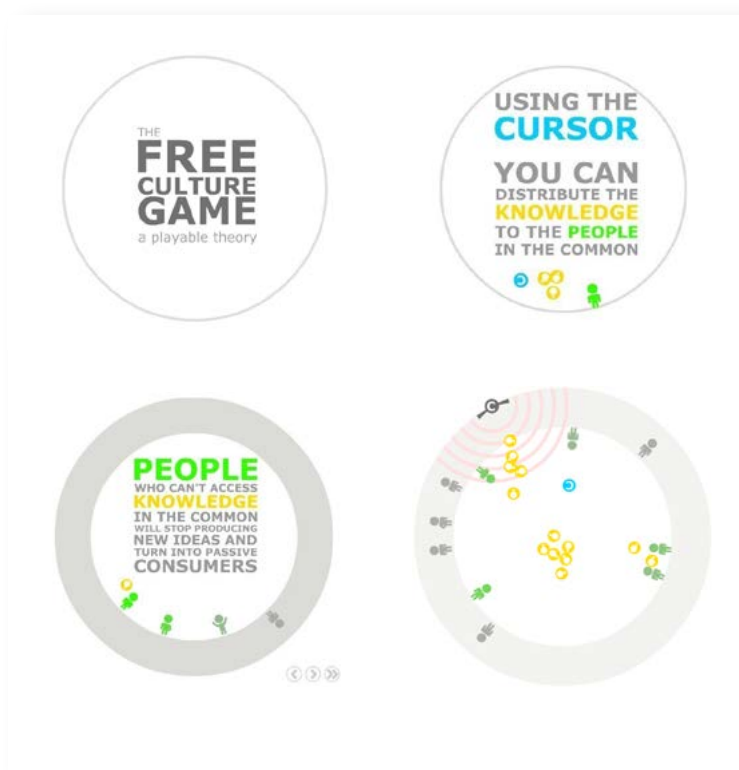 THE
FREE
CULTURE
GAME
a playable theory
USING THE
CURSOR
YOU CAN
DISTRIBUTE THE
KNOWLEDGE
TO THE PEOPLE
IN THE COMMON
PEOPLE
WHO CAN'T ACCESS
KNOWLEDGE
IN THE COMMON
WILL STOP PRODUCING
NEW IDEAS AND
TURN INTO PASSIVE
CONSUMERS